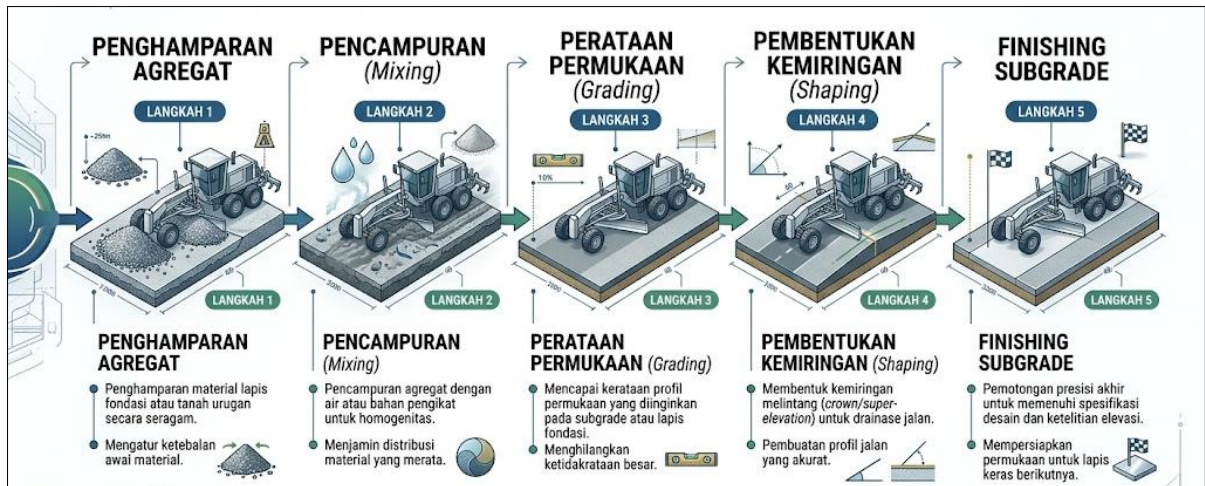 PENGHAMPARAN
AGREGAT
LANGKAH 1
LANGKAH 1
PENGHAMPARAN
AGREGAT
Penghamparan material lapis
fondasi atau tanah urugan
secara seragam.
Mengatur ketebalan
awai material.
PENCAMPURAN
(Mixing)
LANGKAH 2
LANGKAH 2
PENCAMPURAN
(Mixing)
Pencampuran agregat dengan
air atau bahan pengikat
untuk homogenitas.
Menjamin distribusi
material yang merata.
PERATAAN
PERMUKAAN
(Grading)
LANGKAH 3
10%
LANGKAH 3
PERATAAN
PERMUKAAN (Grading)
Mencapai kerataan profil
permukaan yang diinginkan
pada subgrade atau lapis
fondasi.
Menghilangkan
ketidakrataan besar.
PEMBENTUKAN
KEMIRINGAN
(Shaping)
LANGKAH 4
LANGKAH 4
PEMBENTUKAN
KEMIRINGAN (Shaping)
Membentuk kemiringan
melintang (crown/super-
elevation) untuk drainase jalan.
Pembuatan profil jalan
yang akurat.
FINISHING
SUBGRADE
LANGKAH 5
LANGKAH 5
FINISHING
SUBGRADE
Pemotongan presisi akhir
untuk memenuhi spesifikasi
desain dan ketelitian elevasi.
Mempersiapkan
permukaan untuk lapis
keras berikutnya.